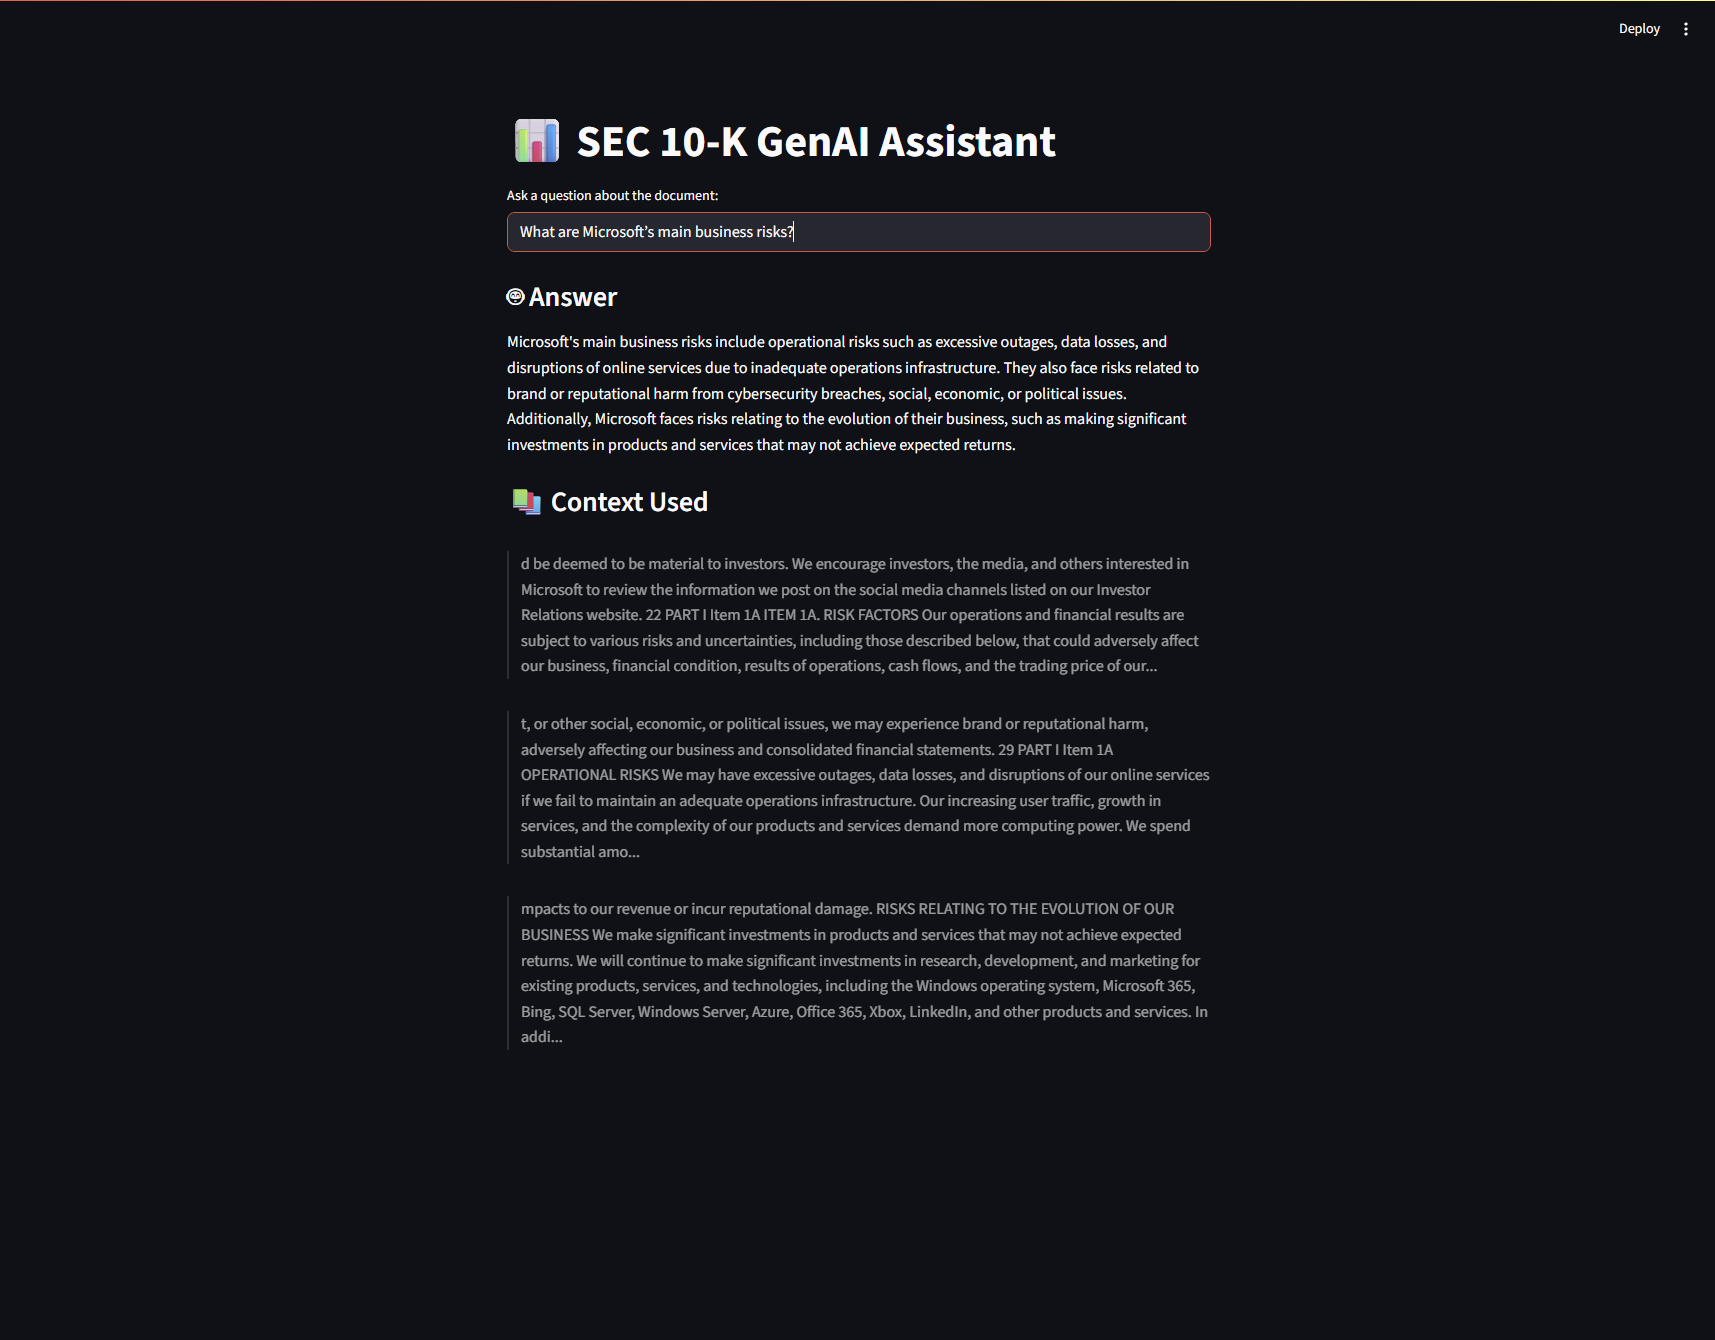 Deploy
SEC 10-K GenAI Assistant
Ask a question about the document:
What are Microsoft’s main business risks?
Answer
Microsoft's main business risks include operational risks such as excessive outages, data losses, and
disruptions of online services due to inadequate operations infrastructure. They also face risks related to
brand or reputational harm from cybersecurity breaches, social, economic, or political issues.
Additionally, Microsoft faces risks relating to the evolution of their business, such as making significant
investments in products and services that may not achieve expected returns.
Context Used
d be deemed to be material to investors. We encourage investors, the media, and others interested in
Microsoft to review the information we post on the social media channels listed on our Investor
Relations website. 22 PART I Item 1A ITEM 1A. RISK FACTORS Our operations and financial results are
subject to various risks and uncertainties, including those described below, that could adversely affect
our business, financial condition, results of operations, cash flows, and the trading price of our...
t, or other social, economic, or political issues, we may experience brand or reputational harm,
adversely affecting our business and consolidated financial statements. 29 PART I Item 1A
OPERATIONAL RISKS We may have excessive outages, data losses, and disruptions of our online services
if we fail to maintain an adequate operations infrastructure. Our increasing user traffic, growth in
services, and the complexity of our products and services demand more computing power. We spend
substantial amo...
mpacts to our revenue or incur reputational damage. RISKS RELATING TO THE EVOLUTION OF OUR
BUSINESS We make significant investments in products and services that may not achieve expected
returns. We will continue to make significant investments in research, development, and marketing for
existing products, services, and technologies, including the Windows operating system, Microsoft 365,
Bing, SQL Server, Windows Server, Azure, Office 365, Xbox, LinkedIn, and other products and services. In
addi...